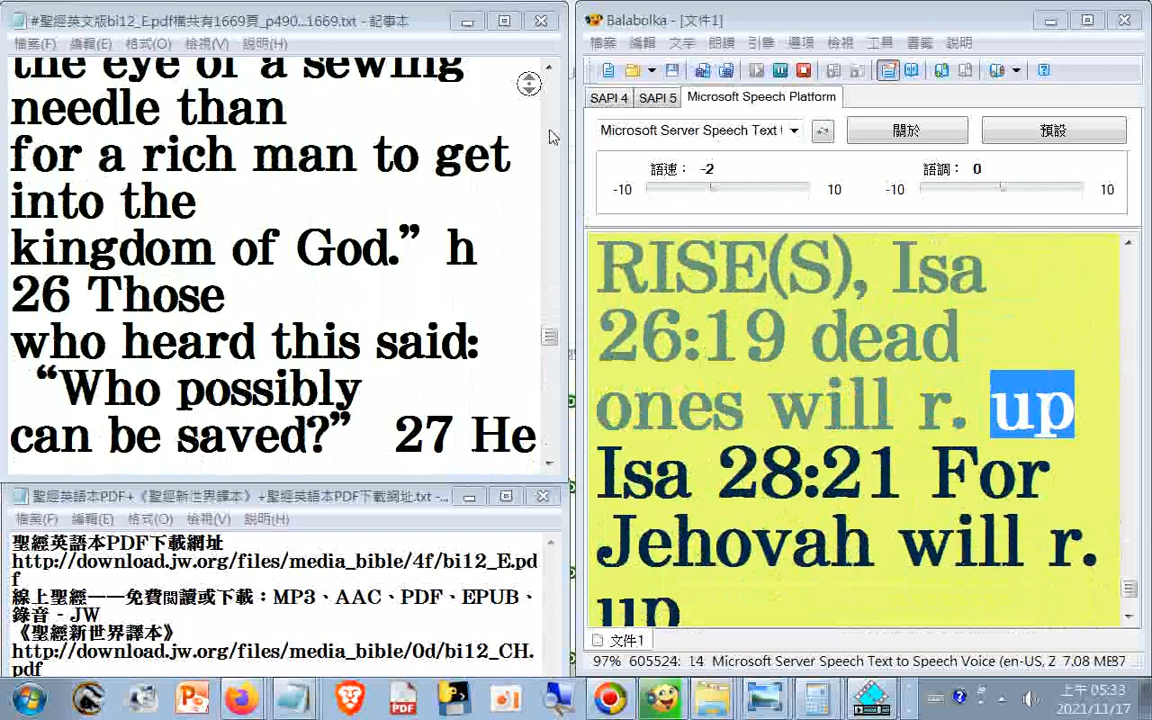 #聖經英文版bi12_E.pdf橫共有1669頁_p490...1669.txt - 記事本
檔案(F) 編輯(E) 格式(O) 檢視(V) 說明(H)
the eye of a sewing
needle than
for a rich man to get
into the
kingdom of God.” h
26 Those
who heard this said:
“Who possibly
can be saved?” 27 He
聖經英語本PDF+《聖經新世界譯本》+聖經英語本PDF下載網址.txt - ...
檔案(F) 編輯(E) 格式(O) 檢視(V) 說明(H)
聖經英語本PDF下載網址
http://download.jw.org/files/media_bible/4f/bi12_E.pd
f
線上聖經——免費閱讀或下載：MP3、AAC、PDF、EPUB、
錄音 - JW
《聖經新世界譯本》
http://download.jw.org/files/media_bible/0d/bi12_CH.
pdf
Balabolka - [文件1]
檔案 編輯 文字 朗讀 引擎 選項 檢視 工具 書籤 說明
SAPI 4 SAPI 5 Microsoft Speech Platform
Microsoft Server Speech Text 關於 預設
語速： -2 語調： 0
-10 10 -10 10
RISE(S), Isa
26:19 dead
ones will r. up
Isa 28:21 For
Jehovah will r.
up
文件1
97% 605524: 14 Microsoft Server Speech Text to Speech Voice (en-US, Z 7.08 ME87
上午 05:33
2021/11/17